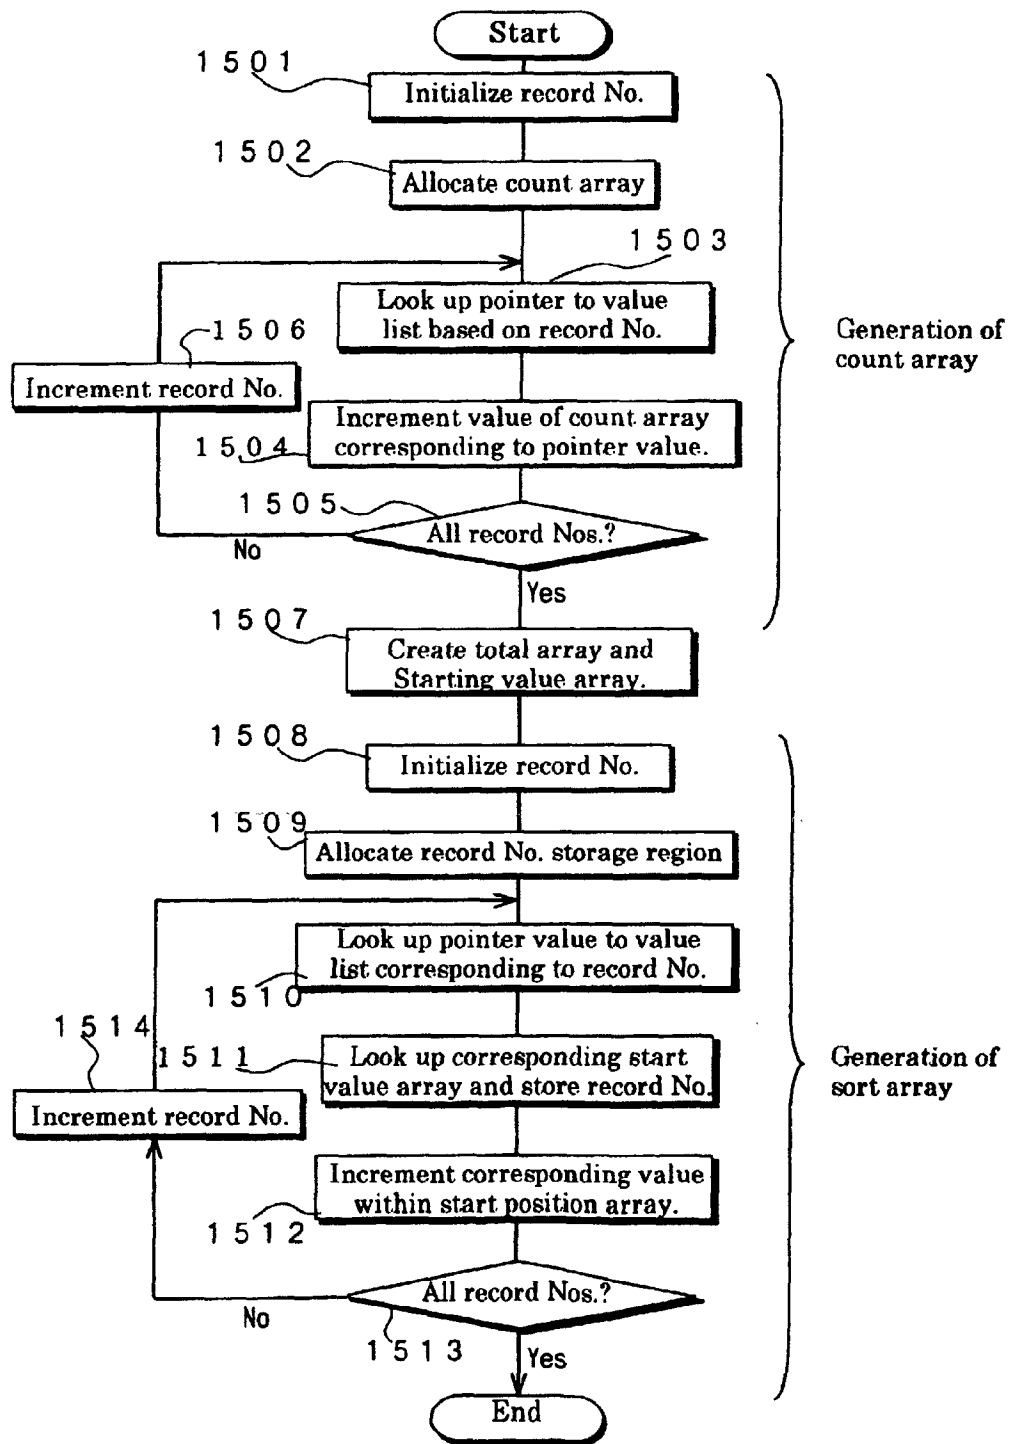 Start
1501
Initialize record No.
1502
Allocate count array
1503
Look up pointer to value
list based on record No.
1506
Increment record No.
Generation of
count array
Increment value of count array
corresponding to pointer value.
1504
1505
All record Nos.?
No
Yes
1507
Create total array and
Starting value array.
1508
Initialize record No.
1509
Allocate record No. storage region
Look up pointer value to value
list corresponding to record No.
1510
1514
1511
Look up corresponding start
value array and store record No.
Generation of
sort array
Increment record No.
Increment corresponding value
within start position array.
1512
All record Nos.?
No
1513
Yes
End